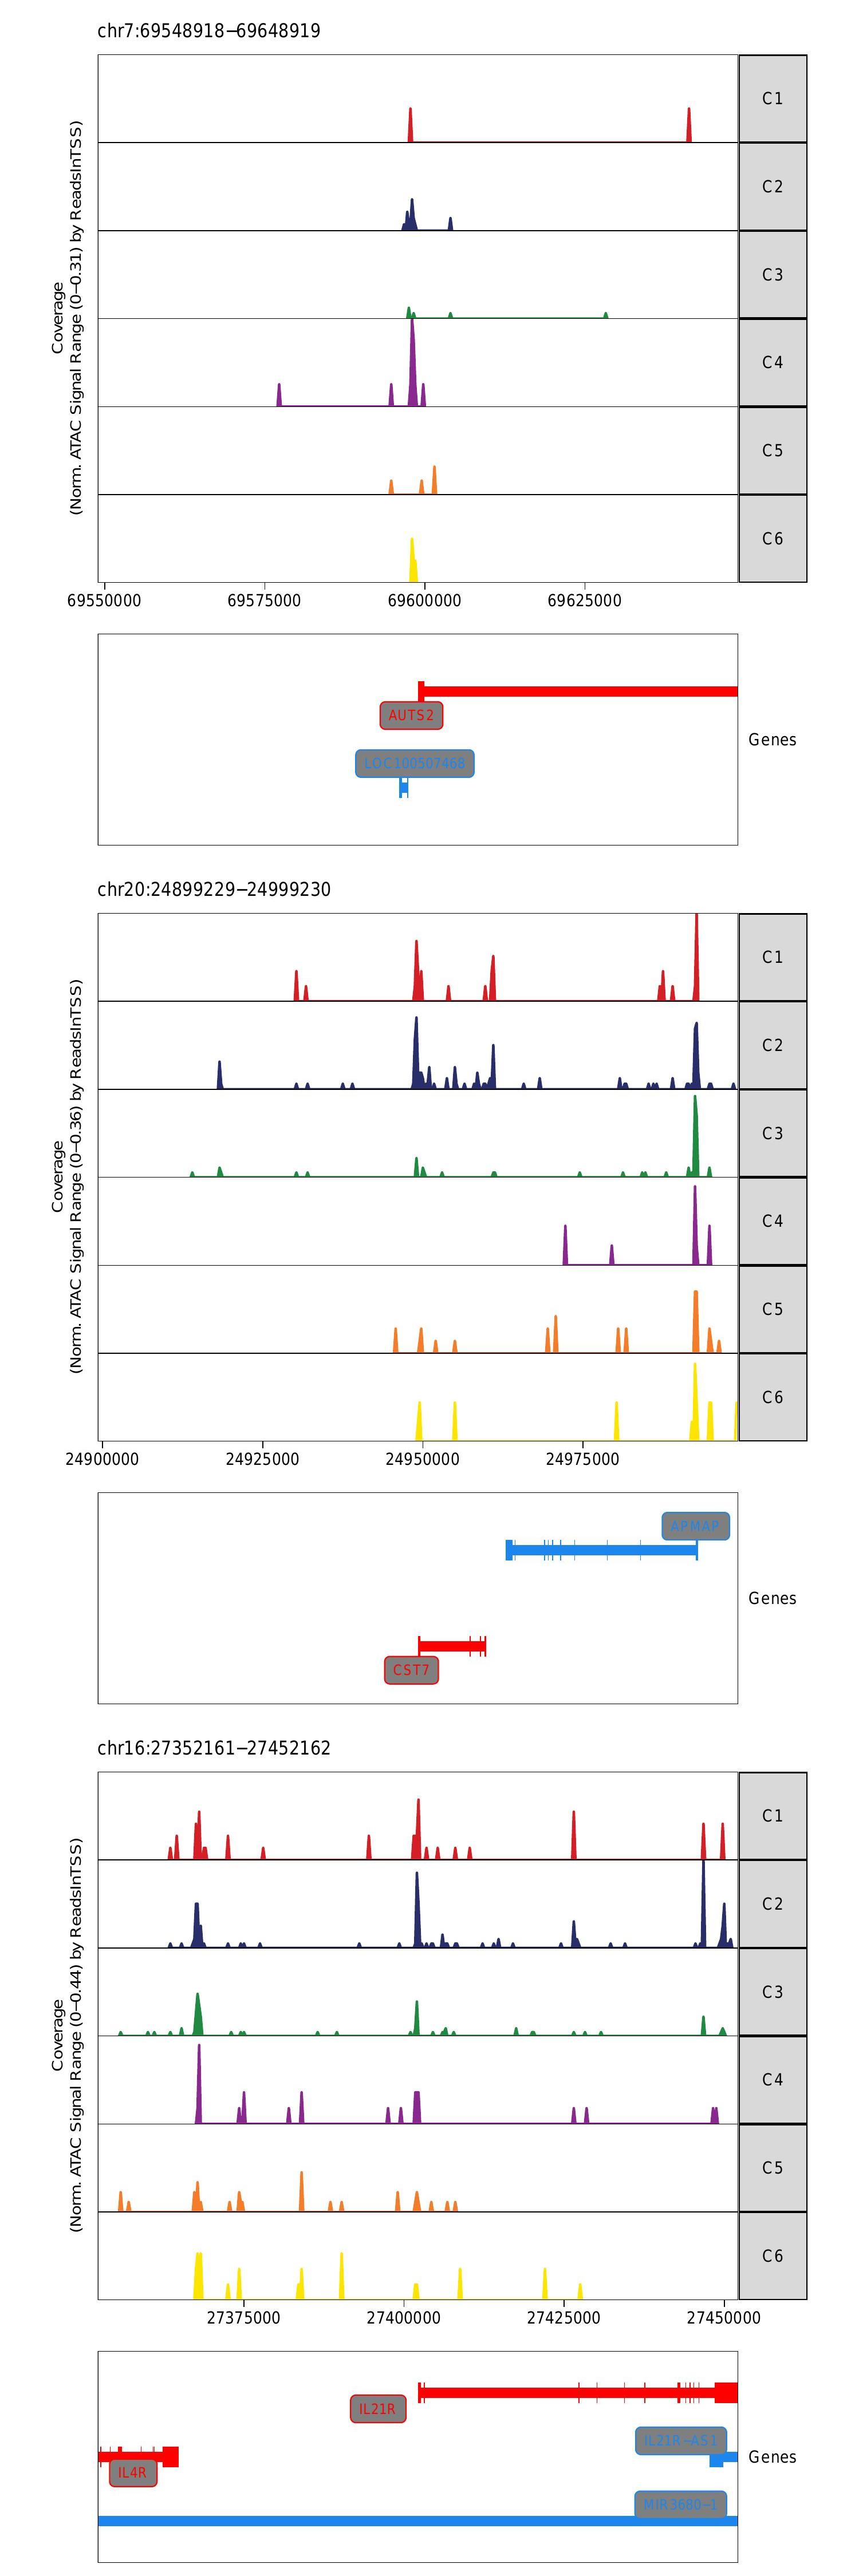 chr7:69548918−69648919
Coverage
(Norm. ATAC Signal Range (0−0.31) by ReadsInTSS)
C1
C2
C3
C4
C5
C6
69550000 69575000 69600000 69625000
AUTS2
LOC100507468
Genes
chr20:24899229−24999230
Coverage
(Norm. ATAC Signal Range (0−0.36) by ReadsInTSS)
C1
C2
C3
C4
C5
C6
24900000 24925000 24950000 24975000
APMAP
Genes
CST7
chr16:27352161−27452162
Coverage
(Norm. ATAC Signal Range (0−0.44) by ReadsInTSS)
C1
C2
C3
C4
C5
C6
27375000 27400000 27425000 27450000
IL21R
IL21R−AS1
Genes
IL4R
MIR3680−1